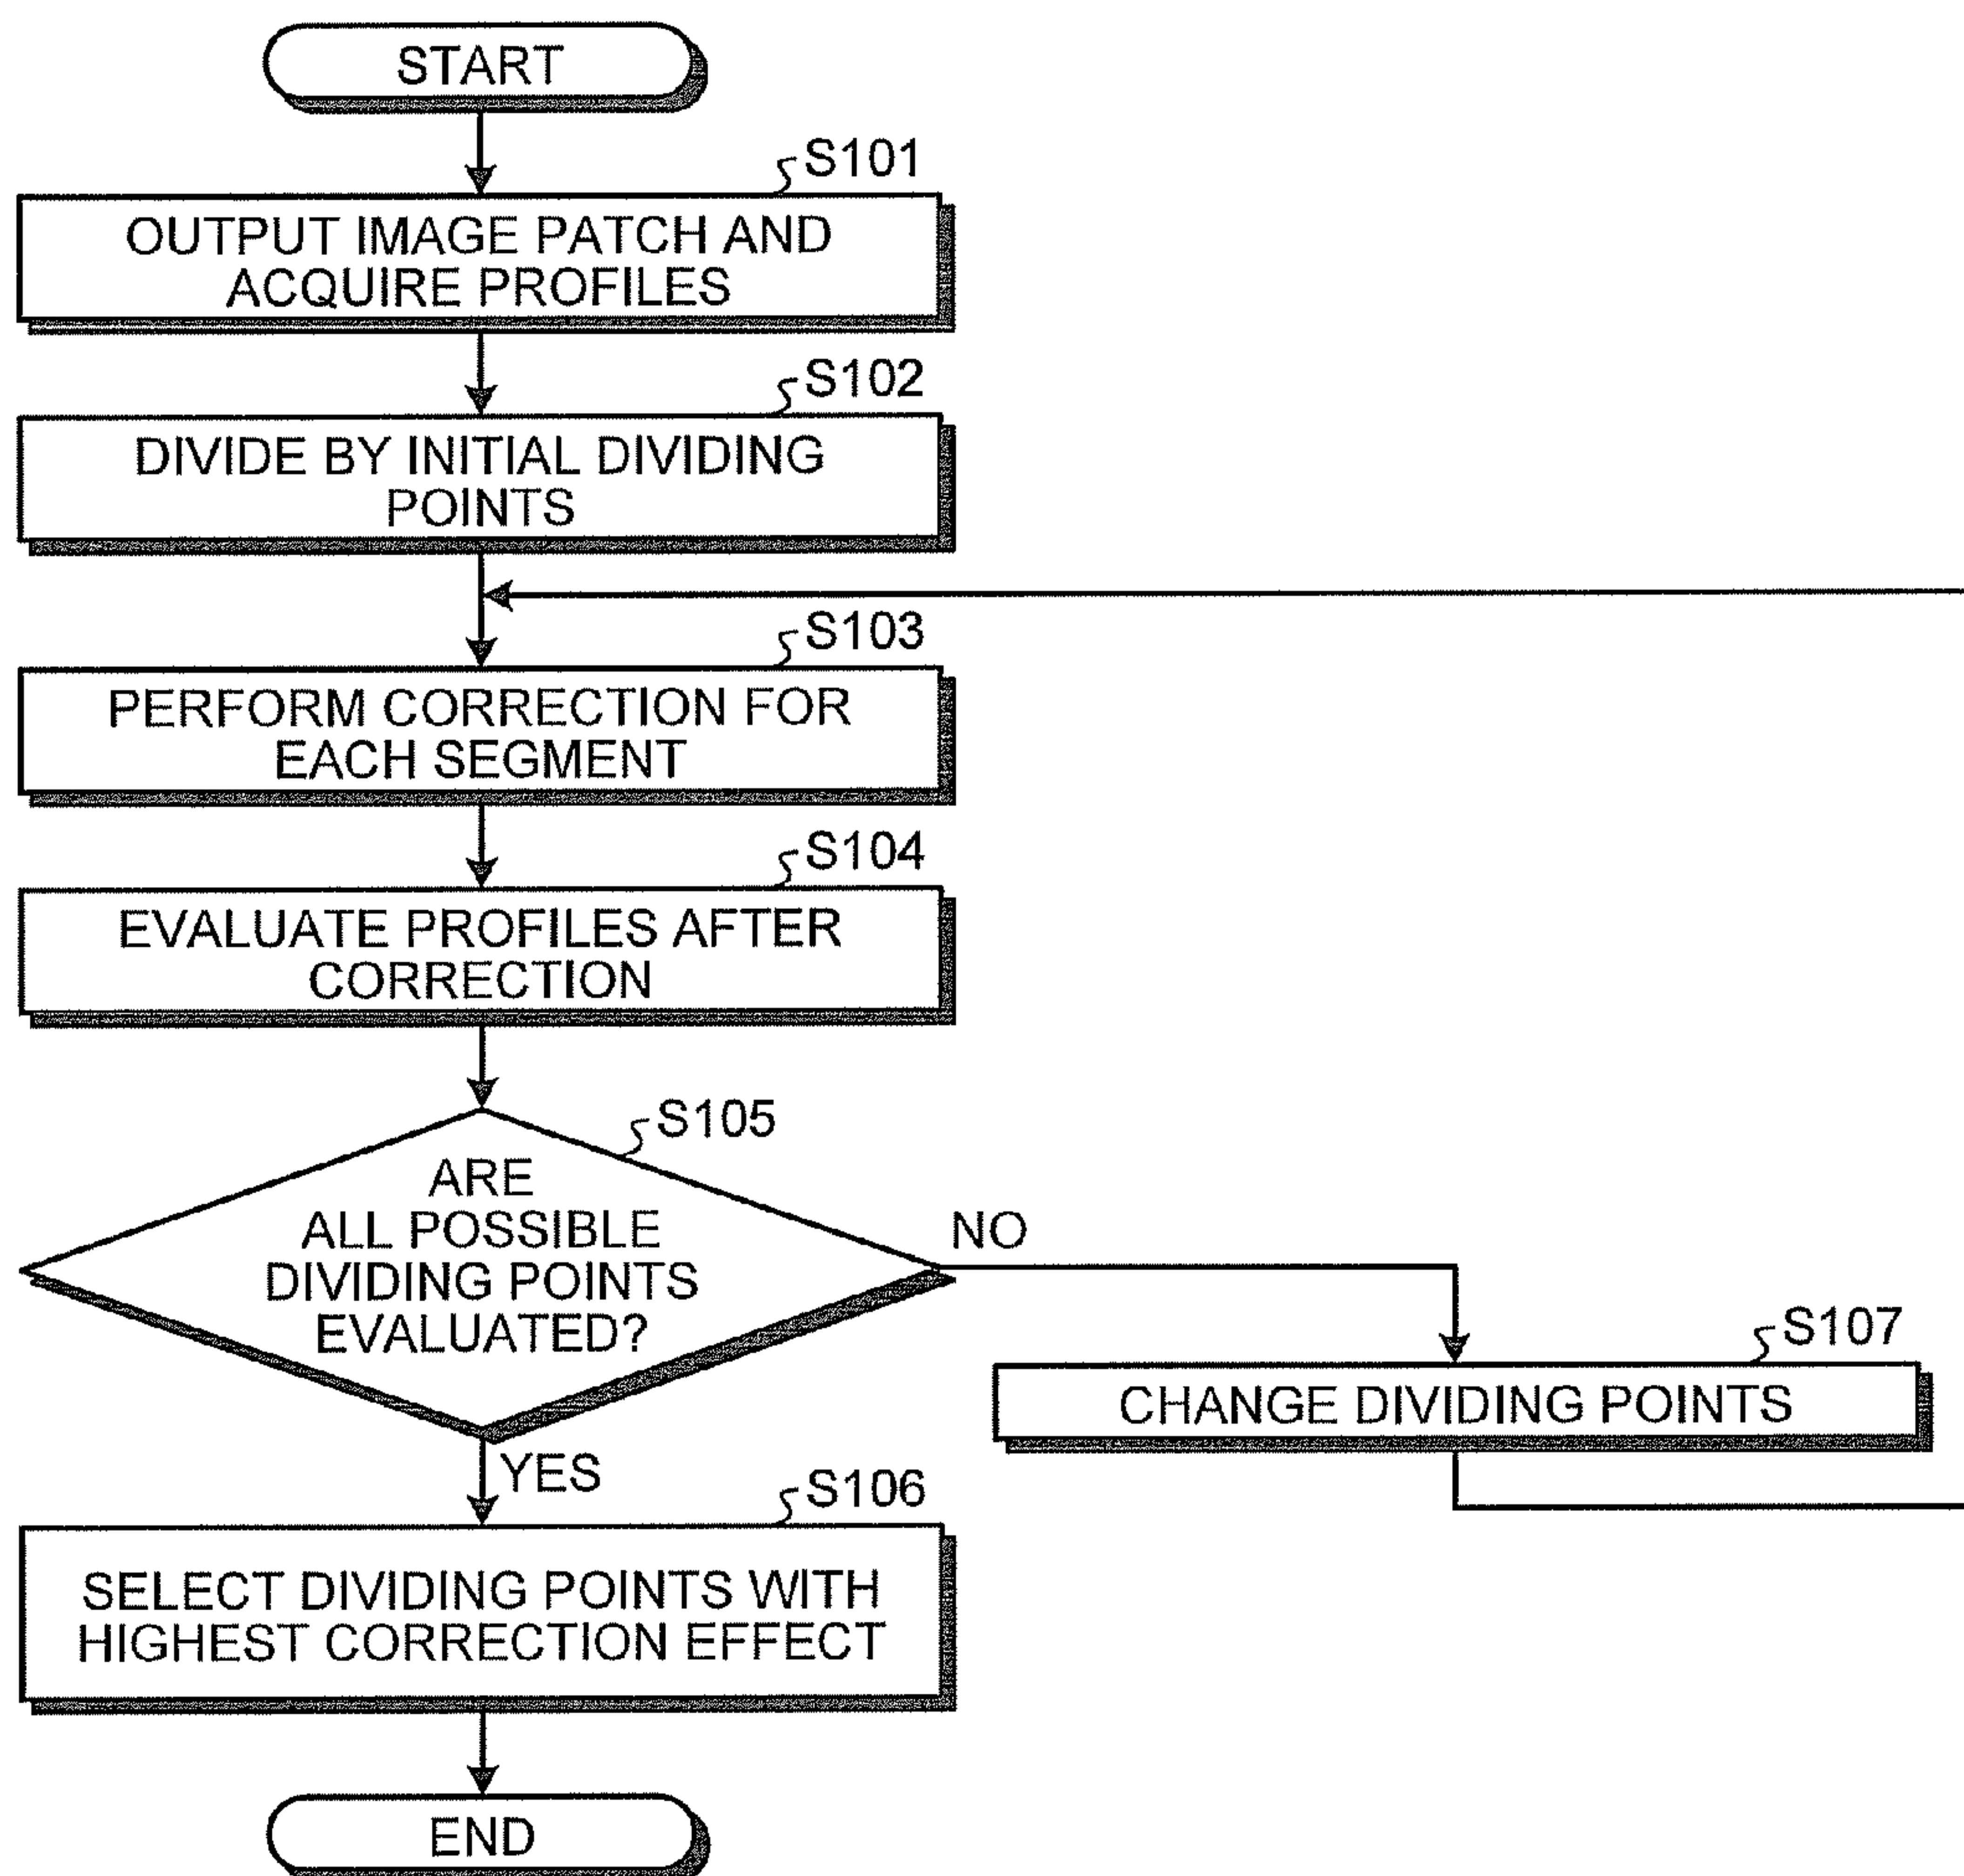 START
S101
OUTPUT IMAGE PATCH AND
ACQUIRE PROFILES
S102
DIVIDE BY INITIAL DIVIDING
POINTS
S103
PERFORM CORRECTION FOR
EACH SEGMENT
S104
EVALUATE PROFILES AFTER
CORRECTION
S105
ARE
ALL POSSIBLE
DIVIDING POINTS
EVALUATED?
NO
S107
CHANGE DIVIDING POINTS
YES
S106
SELECT DIVIDING POINTS WITH
HIGHEST CORRECTION EFFECT
END